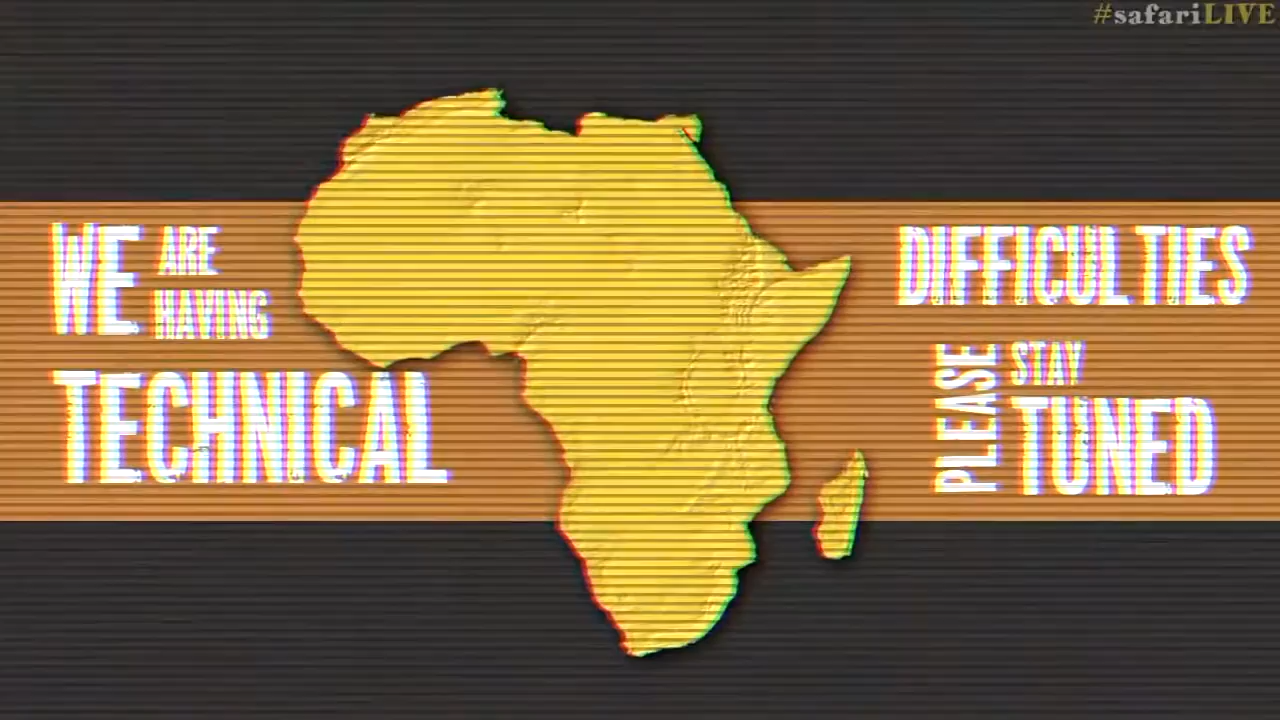 #safariLIVE
WE ARE
HAVING
TECHNICAL
DIFFICULTIES
PLEASE
STAY
TUNED